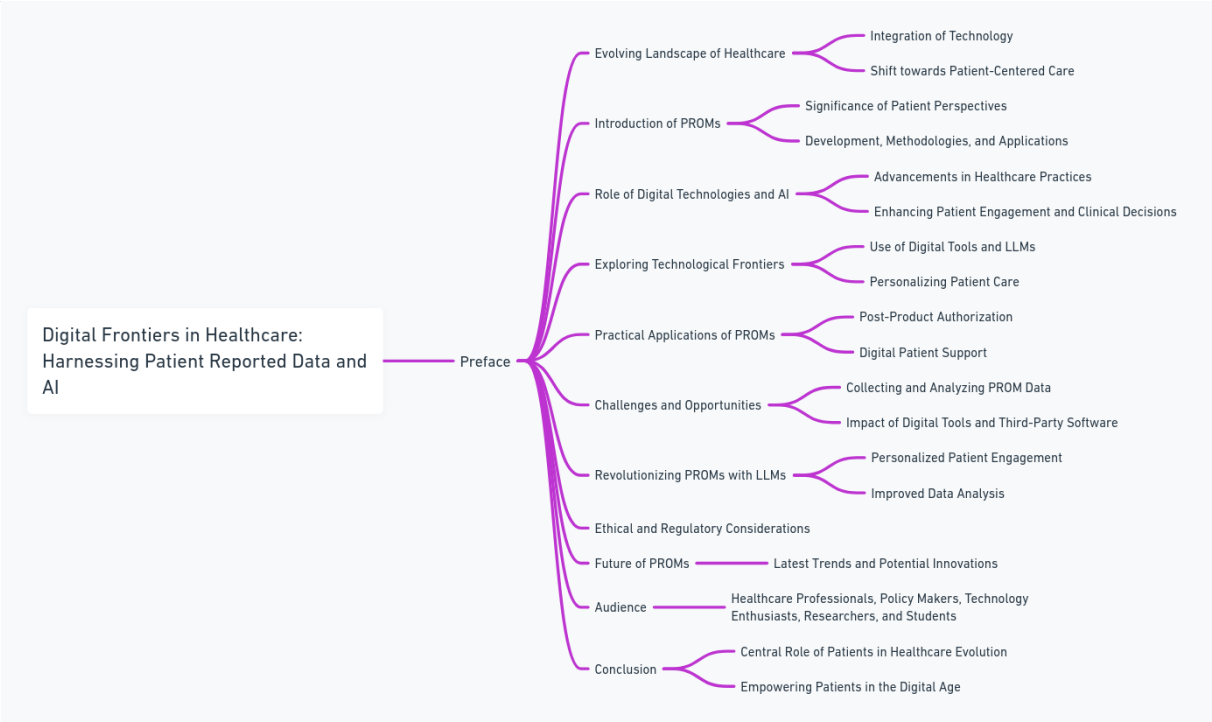 Digital Frontiers in Healthcare:
Harnessing Patient Reported Data and
AI
Preface
Evolving Landscape of Healthcare
Integration of Technology
Shift towards Patient-Centered Care
Introduction of PROMs
Significance of Patient Perspectives
Development, Methodologies, and Applications
Role of Digital Technologies and AI
Advancements in Healthcare Practices
Enhancing Patient Engagement and Clinical Decisions
Exploring Technological Frontiers
Use of Digital Tools and LLMs
Personalizing Patient Care
Practical Applications of PROMs
Post-Product Authorization
Digital Patient Support
Challenges and Opportunities
Collecting and Analyzing PROM Data
Impact of Digital Tools and Third-Party Software
Revolutionizing PROMs with LLMs
Personalized Patient Engagement
Improved Data Analysis
Ethical and Regulatory Considerations
Future of PROMs
Latest Trends and Potential Innovations
Audience
Healthcare Professionals, Policy Makers, Technology
Enthusiasts, Researchers, and Students
Conclusion
Central Role of Patients in Healthcare Evolution
Empowering Patients in the Digital Age